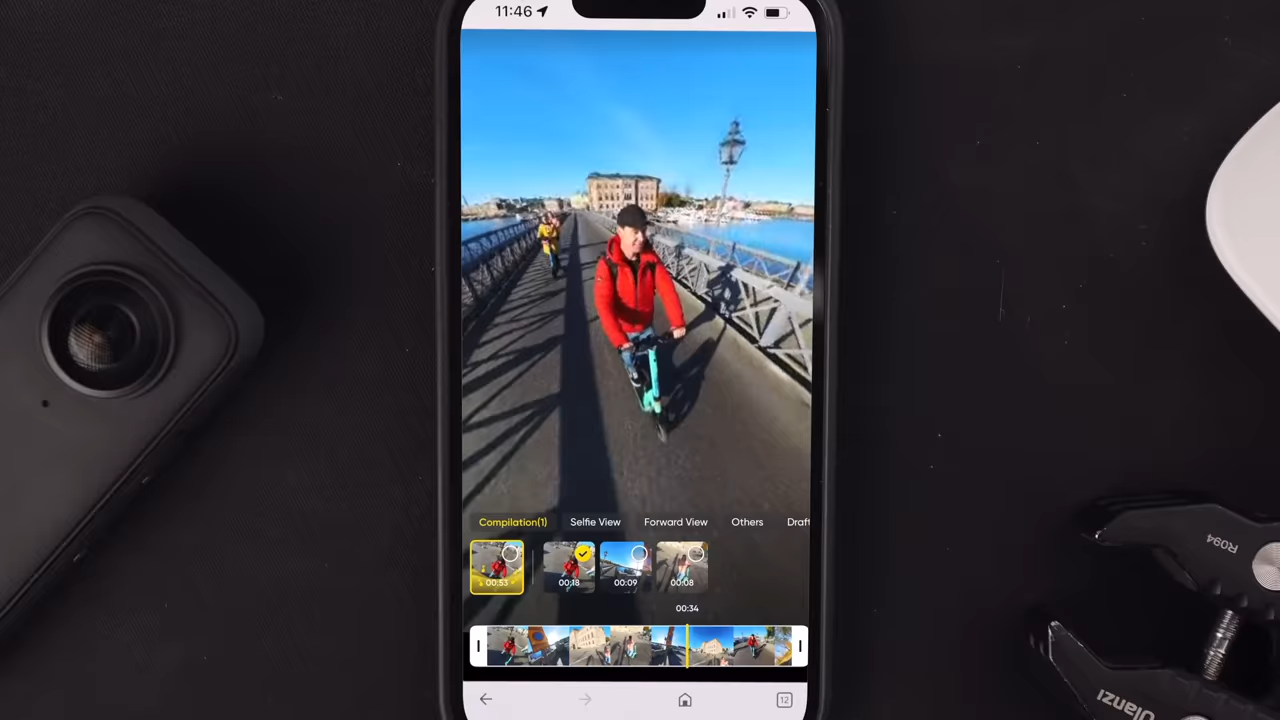 11:46
Compilation(1) Selfie View Forward View Others Draft
00:53 00:18 00:09 00:08
00:34
12
R094
Ulanzi